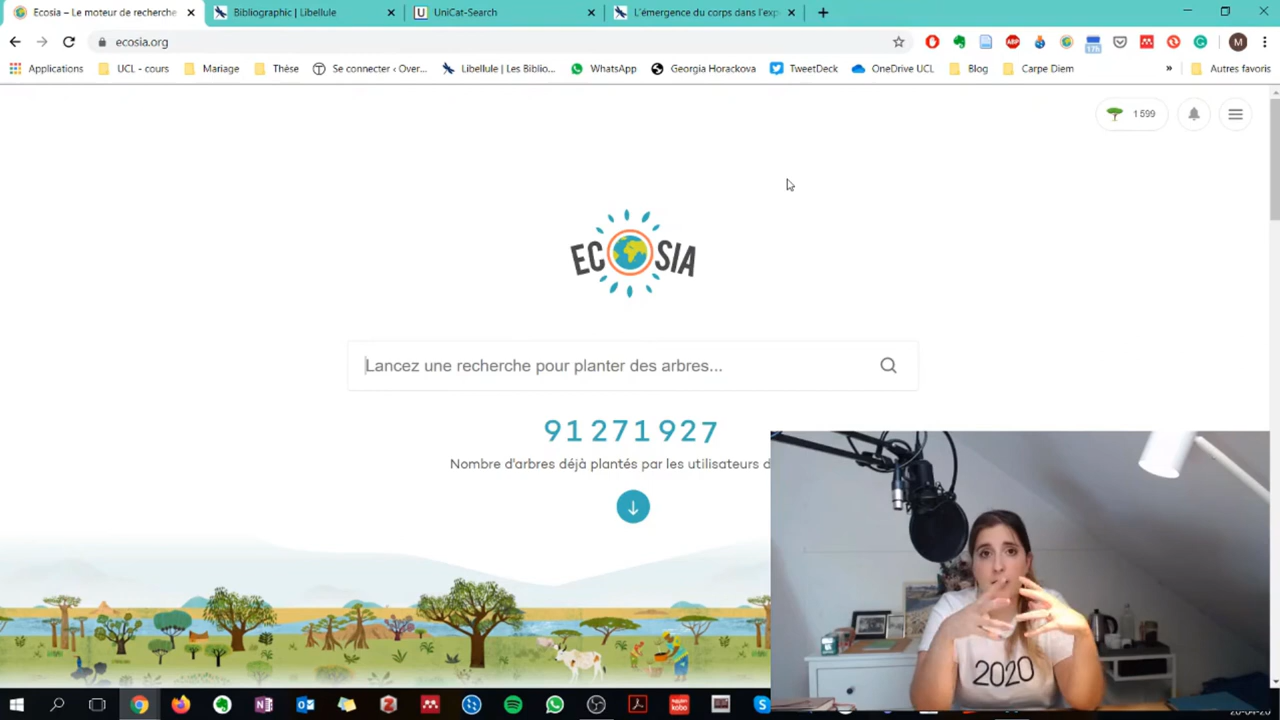 Ecosia – Le moteur de recherche
Bibliographic | Libellule
UniCat-Search
L'émergence du corps dans l'exp
ecosia.org
17h
M
Applications
UCL - cours
Mariage
Thèse
Se connecter ‹ Over...
Libellule | Les Biblio...
WhatsApp
Georgia Horackova
TweetDeck
OneDrive UCL
Blog
Carpe Diem
»
Autres favoris
1 599
ECOSIA
Lancez une recherche pour planter des arbres...
91 271 927
Nombre d'arbres déjà plantés par les utilisateurs d
2020